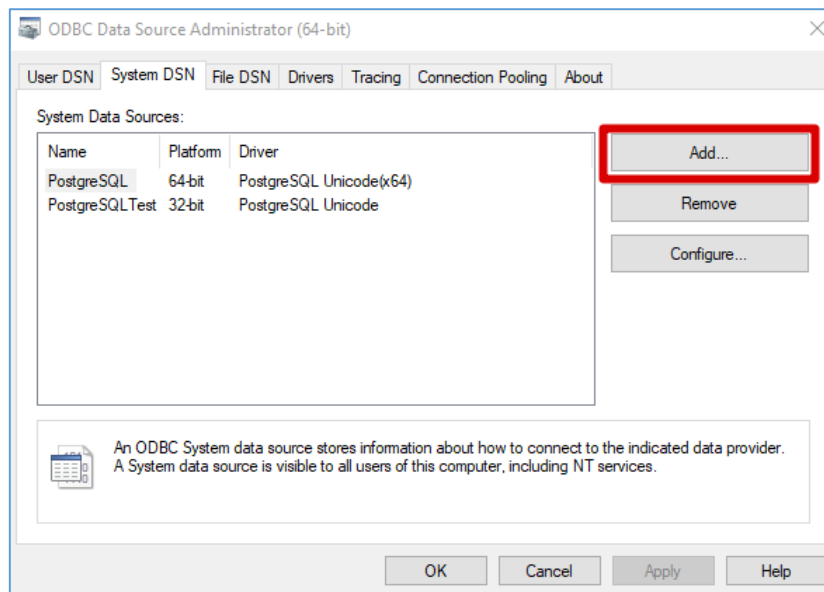 ODBC Data Source Administrator (64-bit)
User DSN System DSN File DSN Drivers Tracing Connection Pooling About
System Data Sources:
Name Platform Driver
PostgreSQL 64-bit PostgreSQL Unicode(x64)
PostgreSQLTest 32-bit PostgreSQL Unicode
Add...
Remove
Configure...
An ODBC System data source stores information about how to connect to the indicated data provider.
A System data source is visible to all users of this computer, including NT services.
OK Cancel Apply Help